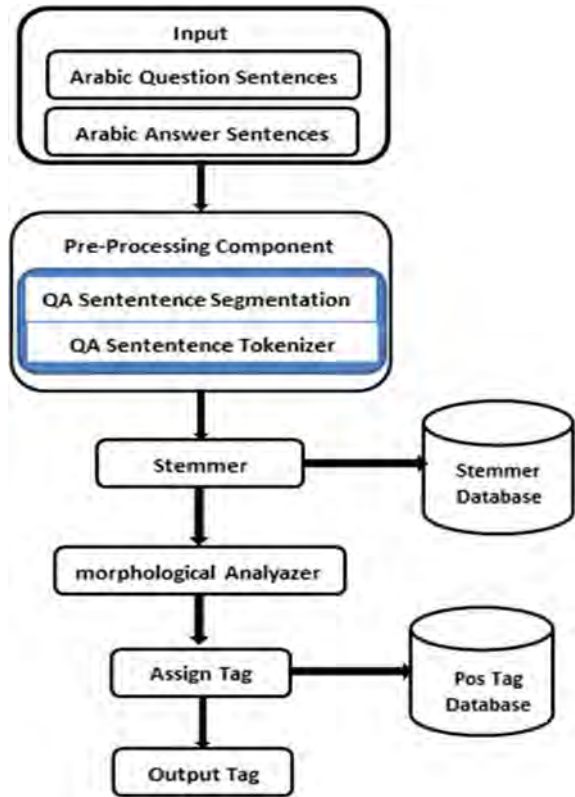 Input
Arabic Question Sentences
Arabic Answer Sentences
Pre-Processing Component
QA Sententence Segmentation
QA Sententence Tokenizer
Stemmer
Stemmer
Database
morphological Analyazer
Assign Tag
Pos Tag
Database
Output Tag